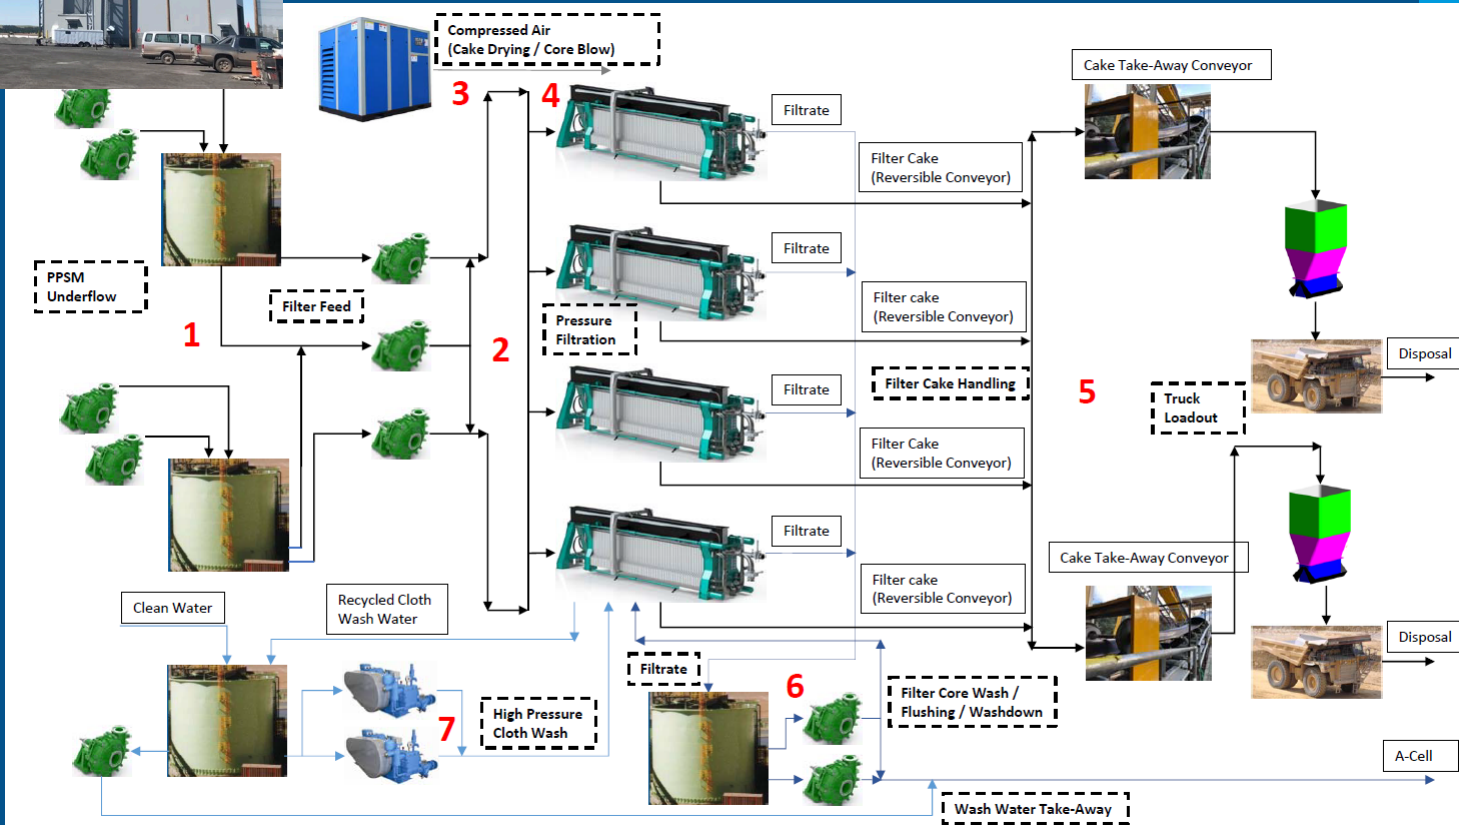 Compressed Air
(Cake Drying / Core Blow)
3
4
Cake Take-Away Conveyor
Filtrate
Filter Cake
(Reversible Conveyor)
PPSM
Underflow
Filter Feed
1
2
Pressure
Filtration
Filtrate
Filter cake
(Reversible Conveyor)
Filter Cake Handling
5
Truck
Loadout
Disposal
Filtrate
Filter Cake
(Reversible Conveyor)
Filtrate
Cake Take-Away Conveyor
Filter cake
(Reversible Conveyor)
Clean Water
Recycled Cloth
Wash Water
Disposal
Filtrate
6
Filter Core Wash /
Flushing / Washdown
7
High Pressure
Cloth Wash
A-Cell
Wash Water Take-Away